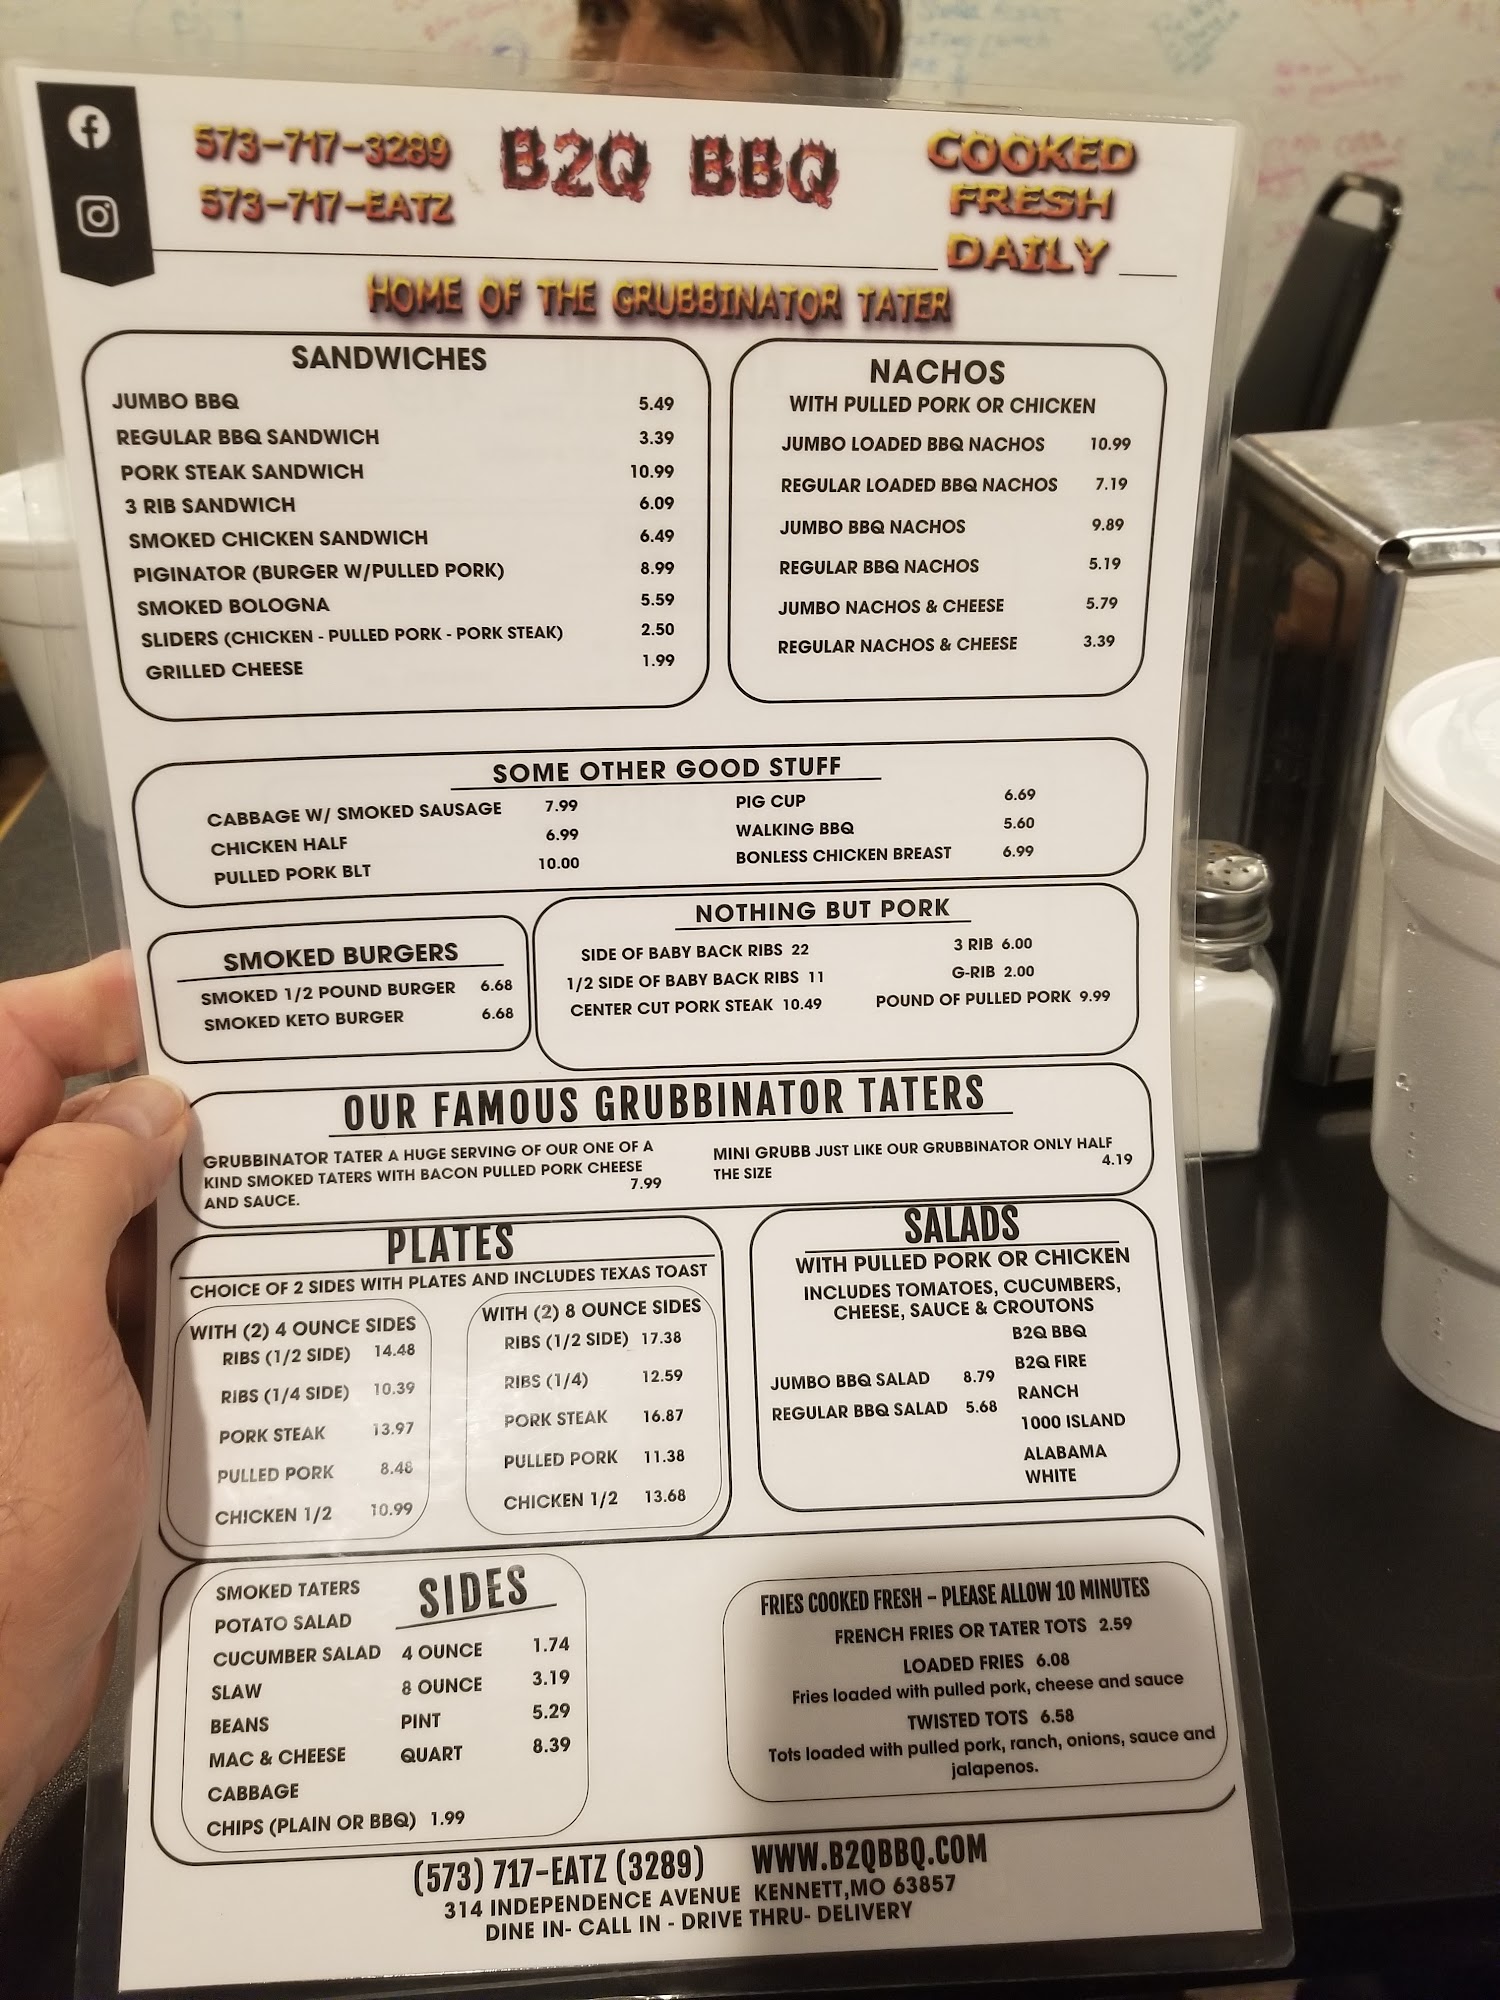 573-717-3289
573-717-EATZ
B2Q BBQ
COOKED
FRESH
DAILY
HOME OF THE GRUBBINATOR TATER
SANDWICHES
JUMBO BBQ 5.49
REGULAR BBQ SANDWICH 3.39
PORK STEAK SANDWICH 10.99
3 RIB SANDWICH 6.09
SMOKED CHICKEN SANDWICH 6.49
PIGINATOR (BURGER W/PULLED PORK) 8.99
SMOKED BOLOGNA 5.59
SLIDERS (CHICKEN - PULLED PORK - PORK STEAK) 2.50
GRILLED CHEESE 1.99
NACHOS
WITH PULLED PORK OR CHICKEN
JUMBO LOADED BBQ NACHOS 10.99
REGULAR LOADED BBQ NACHOS 7.19
JUMBO BBQ NACHOS 9.89
REGULAR BBQ NACHOS 5.19
JUMBO NACHOS & CHEESE 5.79
REGULAR NACHOS & CHEESE 3.39
SOME OTHER GOOD STUFF
CABBAGE W/ SMOKED SAUSAGE 7.99
CHICKEN HALF 6.99
PULLED PORK BLT 10.00
PIG CUP 6.69
WALKING BBQ 5.60
BONLESS CHICKEN BREAST 6.99
SMOKED BURGERS
SMOKED 1/2 POUND BURGER 6.68
SMOKED KETO BURGER 6.68
NOTHING BUT PORK
SIDE OF BABY BACK RIBS 22
1/2 SIDE OF BABY BACK RIBS 11
CENTER CUT PORK STEAK 10.49
3 RIB 6.00
G-RIB 2.00
POUND OF PULLED PORK 9.99
OUR FAMOUS GRUBBINATOR TATERS
GRUBBINATOR TATER A HUGE SERVING OF OUR ONE OF A
KIND SMOKED TATERS WITH BACON PULLED PORK CHEESE
AND SAUCE. 7.99
MINI GRUBB JUST LIKE OUR GRUBBINATOR ONLY HALF
THE SIZE 4.19
PLATES
CHOICE OF 2 SIDES WITH PLATES AND INCLUDES TEXAS TOAST
WITH (2) 4 OUNCE SIDES
RIBS (1/2 SIDE) 14.48
RIBS (1/4 SIDE) 10.39
PORK STEAK 13.97
PULLED PORK 8.48
CHICKEN 1/2 10.99
WITH (2) 8 OUNCE SIDES
RIBS (1/2 SIDE) 17.38
RIBS (1/4) 12.59
PORK STEAK 16.87
PULLED PORK 11.38
CHICKEN 1/2 13.68
SALADS
WITH PULLED PORK OR CHICKEN
INCLUDES TOMATOES, CUCUMBERS,
CHEESE, SAUCE & CROUTONS
JUMBO BBQ SALAD 8.79
REGULAR BBQ SALAD 5.68
B2Q BBQ
B2Q FIRE
RANCH
1000 ISLAND
ALABAMA
WHITE
SIDES
SMOKED TATERS
POTATO SALAD
CUCUMBER SALAD
SLAW
BEANS
MAC & CHEESE
CABBAGE
CHIPS (PLAIN OR BBQ) 1.99
4 OUNCE 1.74
8 OUNCE 3.19
PINT 5.29
QUART 8.39
FRIES COOKED FRESH - PLEASE ALLOW 10 MINUTES
FRENCH FRIES OR TATER TOTS 2.59
LOADED FRIES 6.08
Fries loaded with pulled pork, cheese and sauce
TWISTED TOTS 6.58
Tots loaded with pulled pork, ranch, onions, sauce and
jalapenos.
(573) 717-EATZ (3289) WWW.B2QBBQ.COM
314 INDEPENDENCE AVENUE KENNETT,MO 63857
DINE IN- CALL IN - DRIVE THRU- DELIVERY